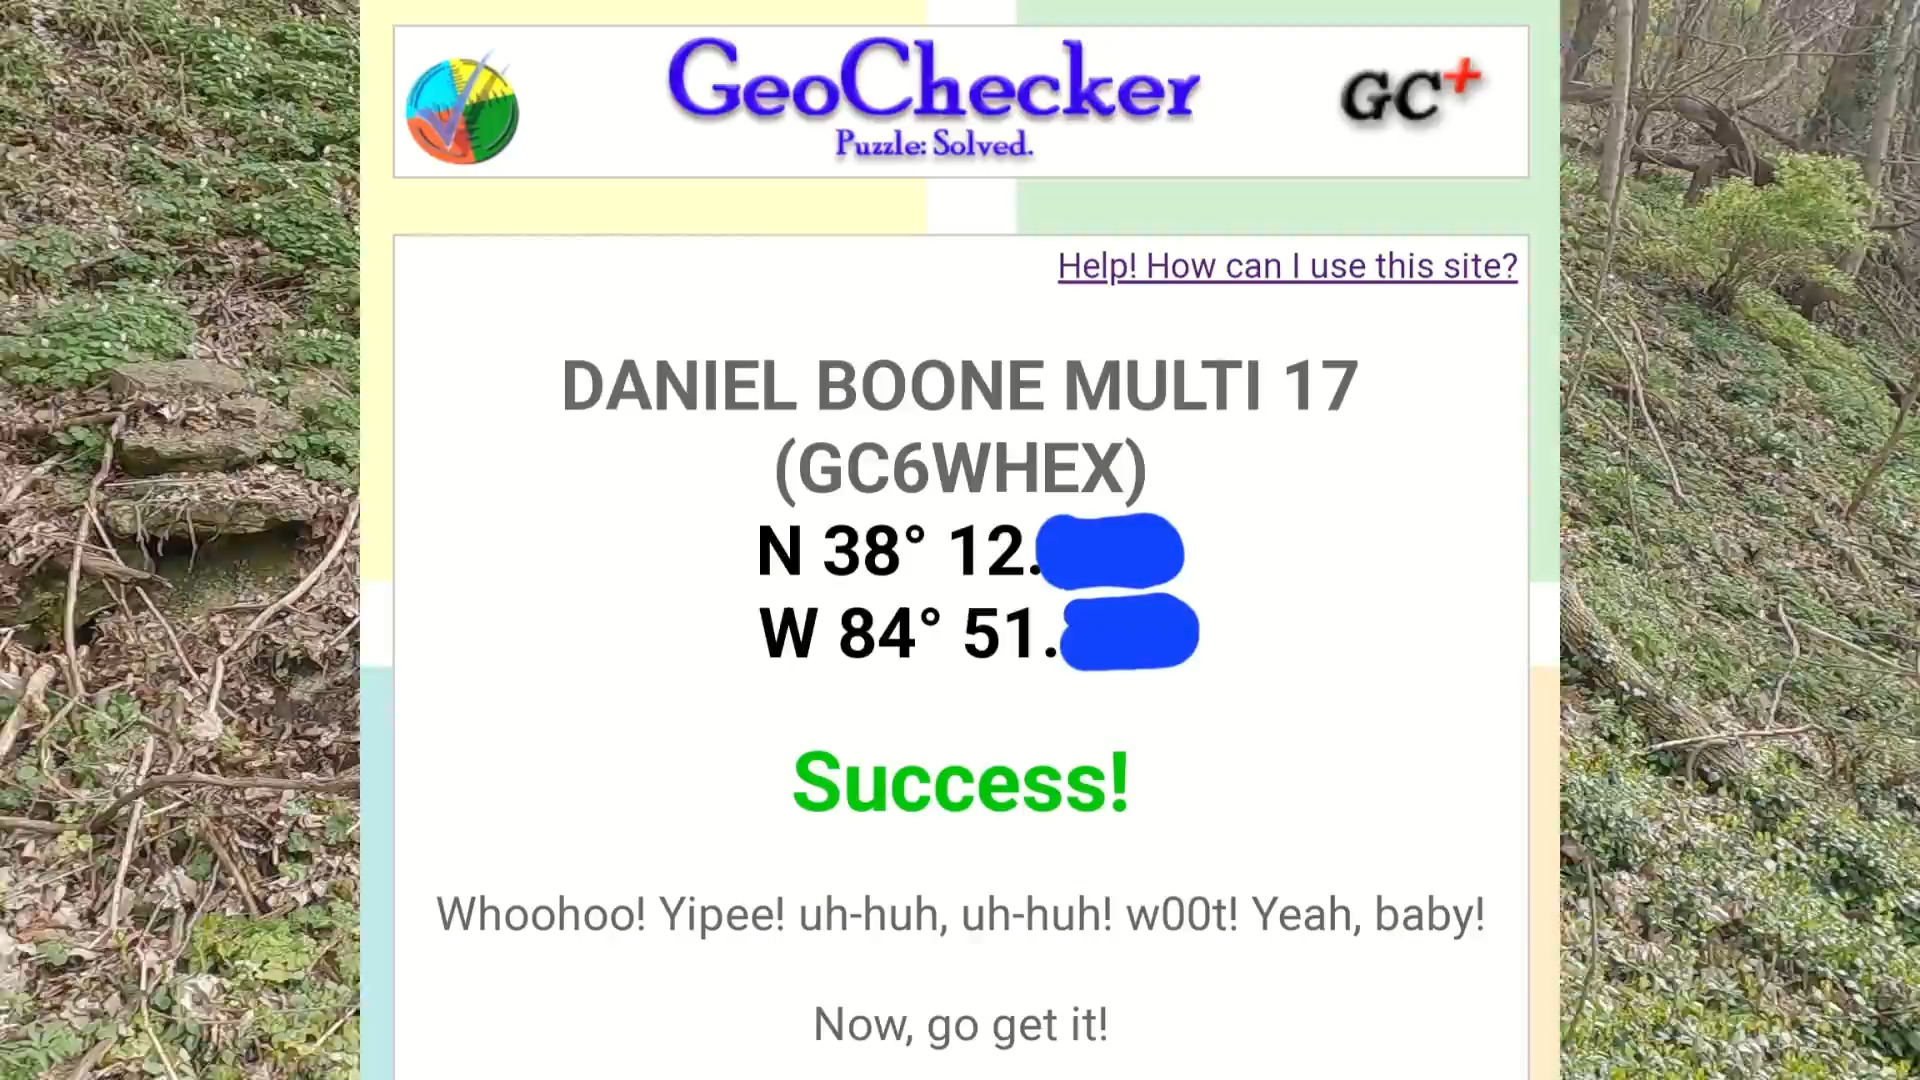 GeoChecker
Puzzle: Solved.
GC+
Help! How can I use this site?
DANIEL BOONE MULTI 17
(GC6WHEX)
N 38° 12.
W 84° 51.
Success!
Whoohoo! Yipee! uh-huh, uh-huh! w00t! Yeah, baby!
Now, go get it!